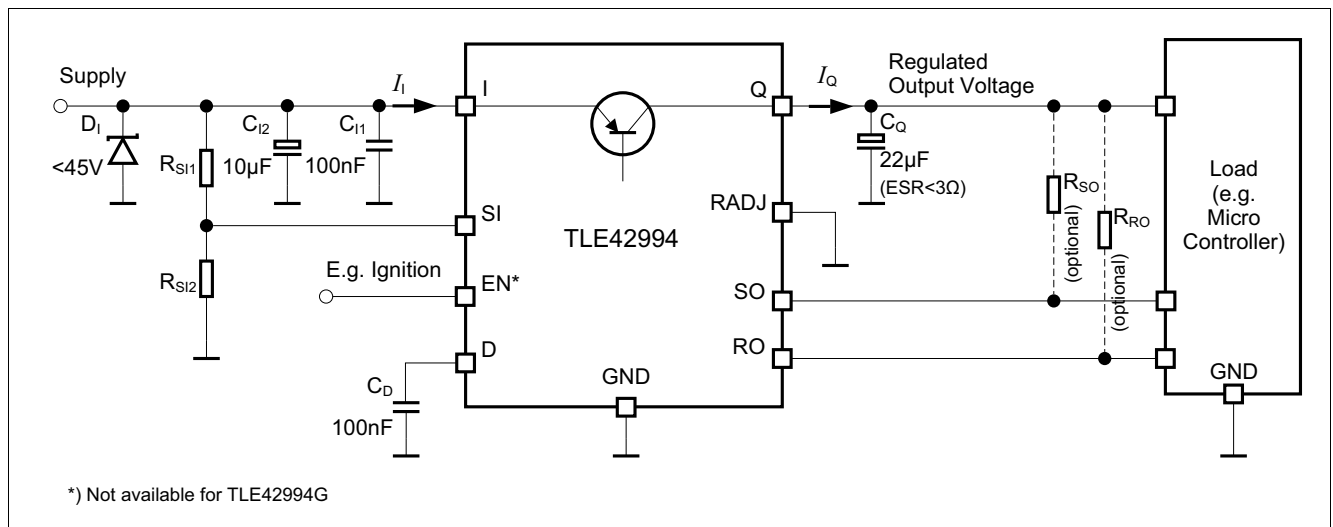 Supply
I_I
I
Q
I_Q
Regulated
Output Voltage
D_I
<45V
R_SI1
C_I2
10µF
C_I1
100nF
C_Q
22µF
(ESR<3Ω)
R_SO
(optional)
R_RO
(optional)
Load
(e.g.
Micro
Controller)
SI
TLE42994
RADJ
R_SI2
E.g. Ignition
EN*
SO
D
RO
C_D
100nF
GND
GND
*) Not available for TLE42994G